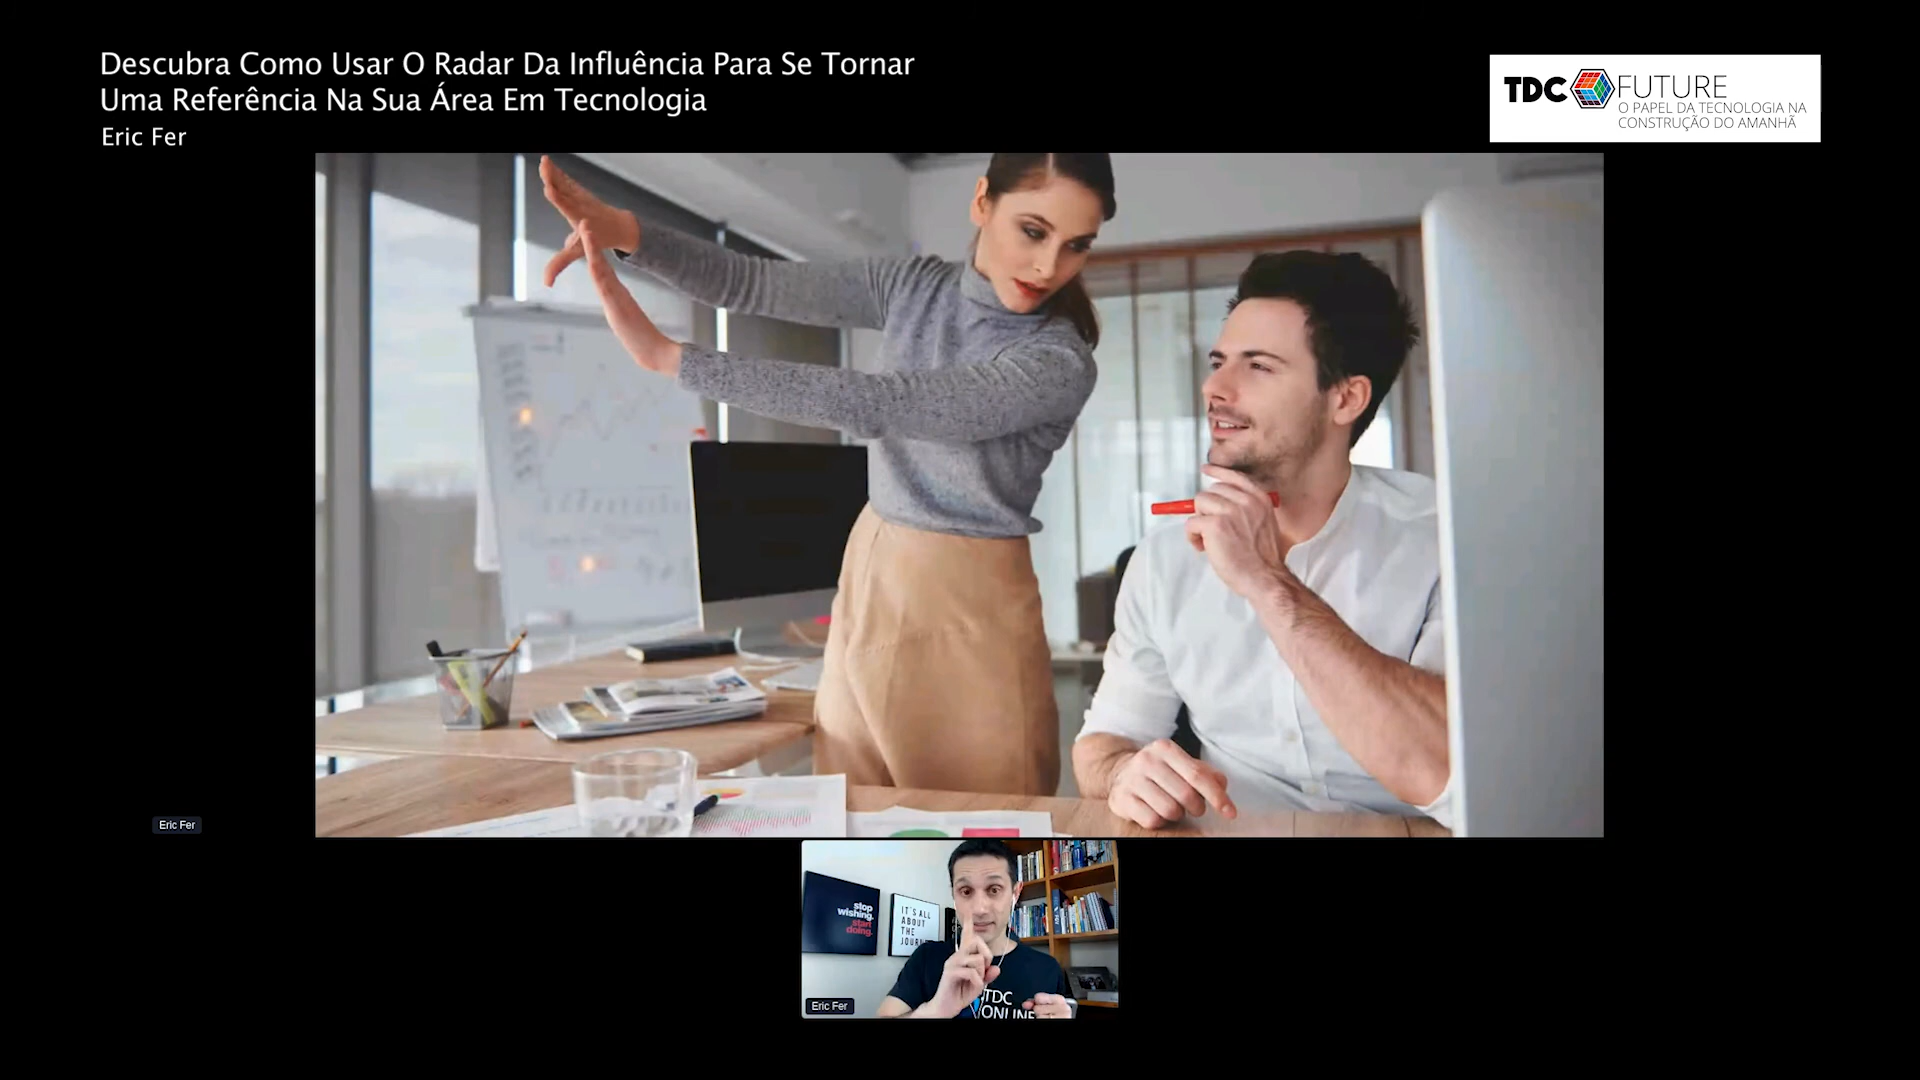 Descubra Como Usar O Radar Da Influência Para Se Tornar
Uma Referência Na Sua Área Em Tecnologia
Eric Fer
TDC FUTURE
O PAPEL DA TECNOLOGIA NA
CONSTRUÇÃO DO AMANHÃ
Eric Fer
stop
wishing.
start
doing.
IT'S ALL
ABOUT
THE
Eric Fer
TDC
ONLINE